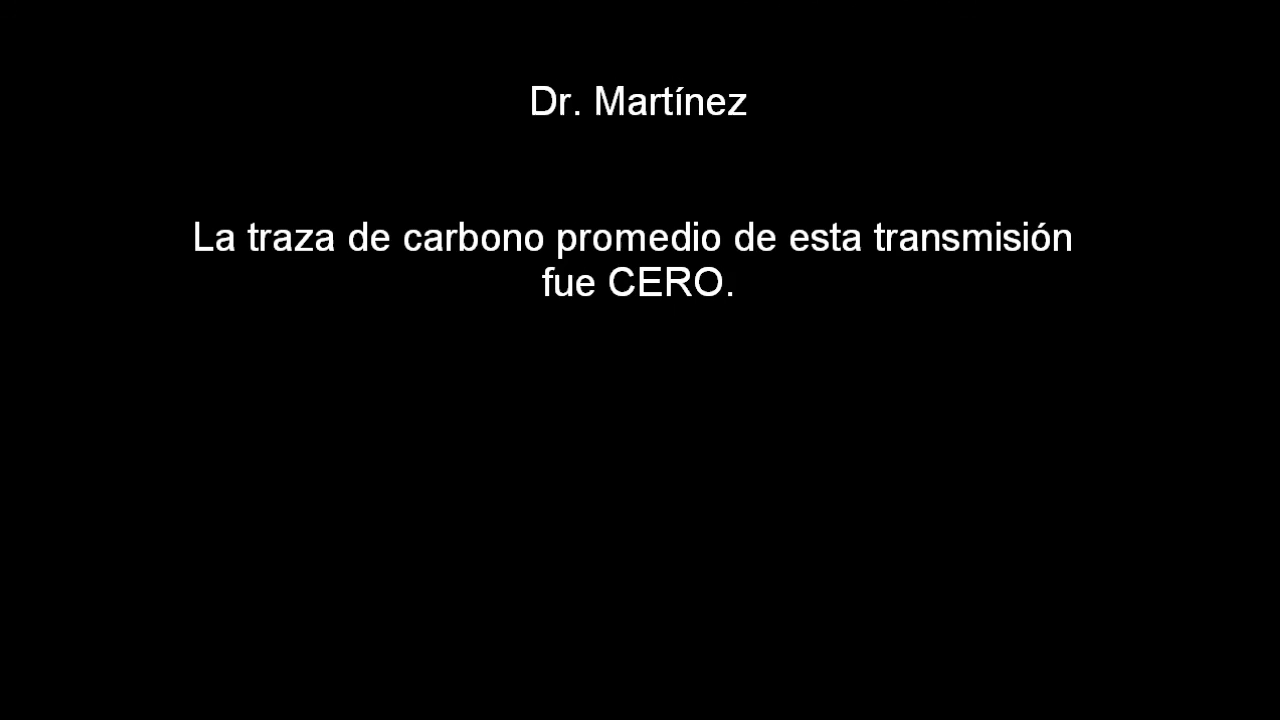 Dr. Martínez
La traza de carbono promedio de esta transmisión
fue CERO.